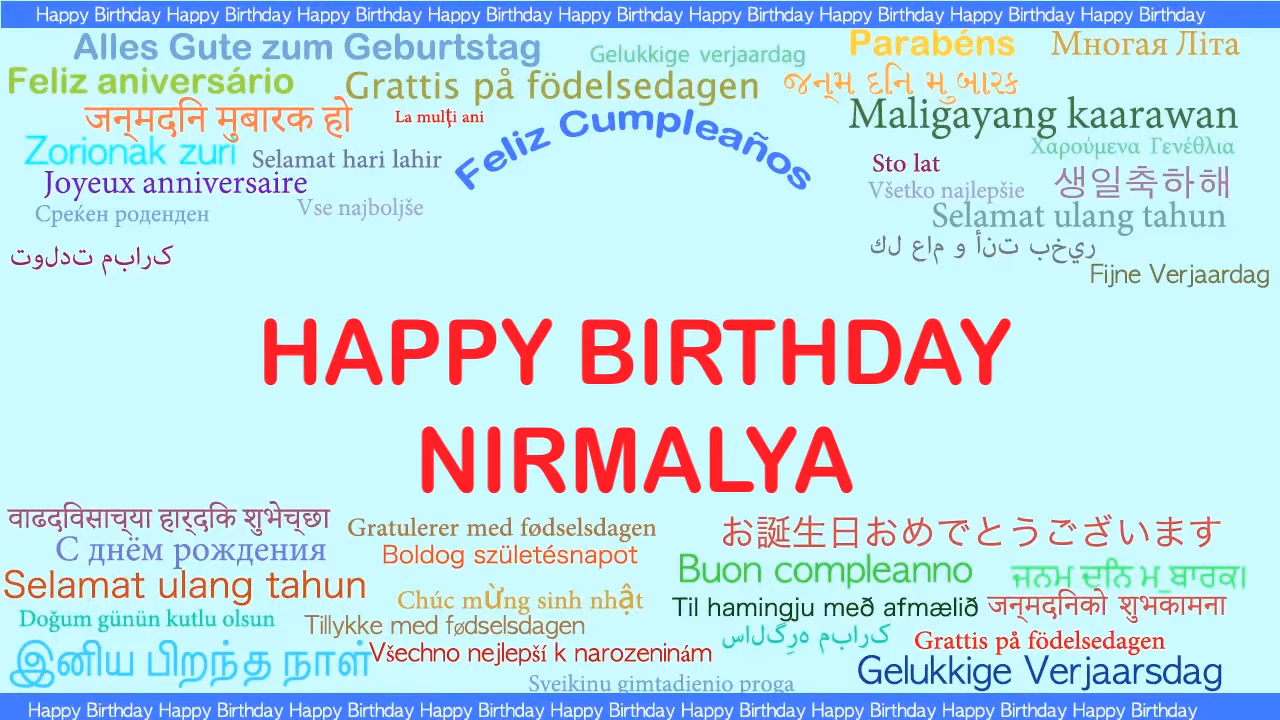 Happy Birthday Happy Birthday Happy Birthday Happy Birthday Happy Birthday Happy Birthday Happy Birthday Happy Birthday Happy Birthday
Alles Gute zum Geburtstag
Gelukkige verjaardag
Parabéns
Многая Літа
Feliz aniversário
Grattis på födelsedagen
જન્મ દનિ મુબારક
जन्मदनि मुबारक हो
La mulţi ani
Feliz Cumpleaños
Maligayang kaarawan
Zorionak zuri
Selamat hari lahir
Sto lat
Χαρούμενα Γενέθλια
Joyeux anniversaire
Všetko najlepšie
생일축하해
Среќен роденден
Vse najboljše
Selamat ulang tahun
تولدت مبارک
كل عام و أنت بخير
Fijne Verjaardag
HAPPY BIRTHDAY
NIRMALYA
वाढदविसाच्या हार्दकि शुभेच्छा
Gratulerer med fødselsdagen
お誕生日おめでとうございます
С днём рождения
Boldog születésnapot
Buon compleanno
ਜਨਮ ਦਨਿ ਮੁਬਾਰਕ।
Selamat ulang tahun
Chúc mừng sinh nhật
Til hamingju með afmælið
जन्मदनिको शुभकामना
Doğum günün kutlu olsun
Tillykke med fødselsdagen
سالگرہ مبارک
Grattis på födelsedagen
இனிய பிறந்த நாள்
Všechno nejlepší k narozeninám
Gelukkige Verjaarsdag
Sveikinu gimtadienio proga
Happy Birthday Happy Birthday Happy Birthday Happy Birthday Happy Birthday Happy Birthday Happy Birthday Happy Birthday Happy Birthday